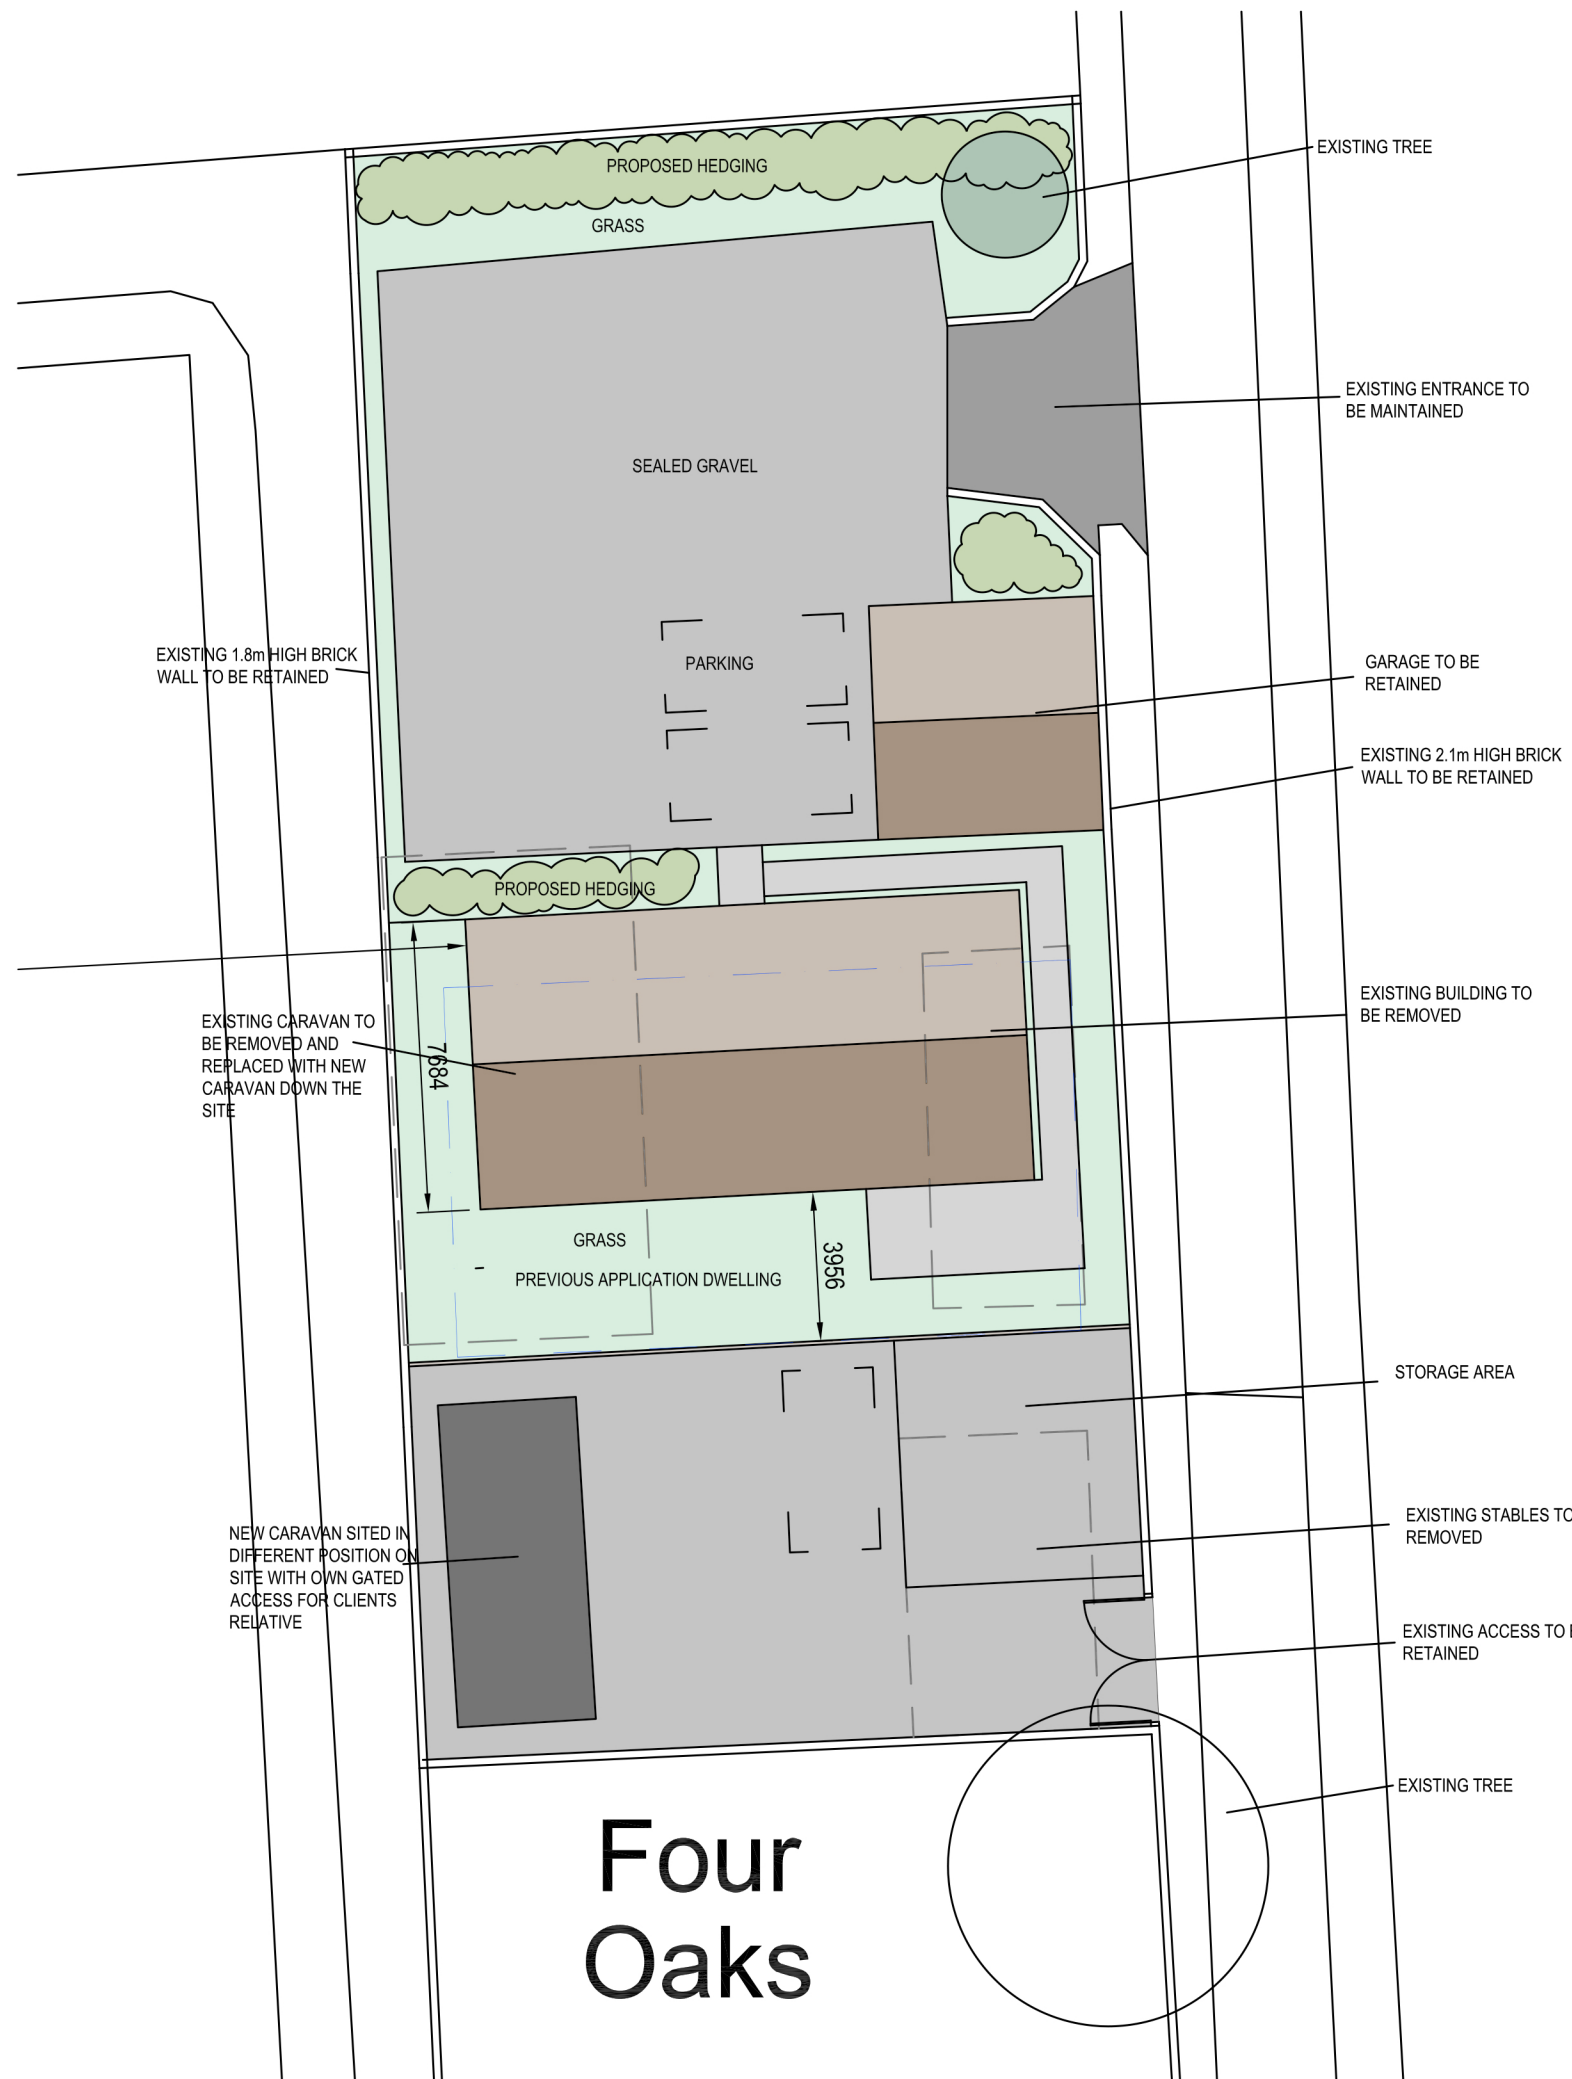 PROPOSED HEDGING
EXISTING TREE
GRASS
EXISTING ENTRANCE TO
BE MAINTAINED
SEALED GRAVEL
EXISTING 1.8m HIGH BRICK
WALL TO BE RETAINED
PARKING
GARAGE TO BE
RETAINED
EXISTING 2.1m HIGH BRICK
WALL TO BE RETAINED
PROPOSED HEDGING
EXISTING CARAVAN TO
BE REMOVED AND
REPLACED WITH NEW
CARAVAN DOWN THE
SITE
7684
EXISTING BUILDING TO
BE REMOVED
GRASS
PREVIOUS APPLICATION DWELLING
3956
STORAGE AREA
NEW CARAVAN SITED IN
DIFFERENT POSITION ON
SITE WITH OWN GATED
ACCESS FOR CLIENTS
RELATIVE
EXISTING STABLES TO
REMOVED
EXISTING ACCESS TO
RETAINED
EXISTING TREE
Four
Oaks